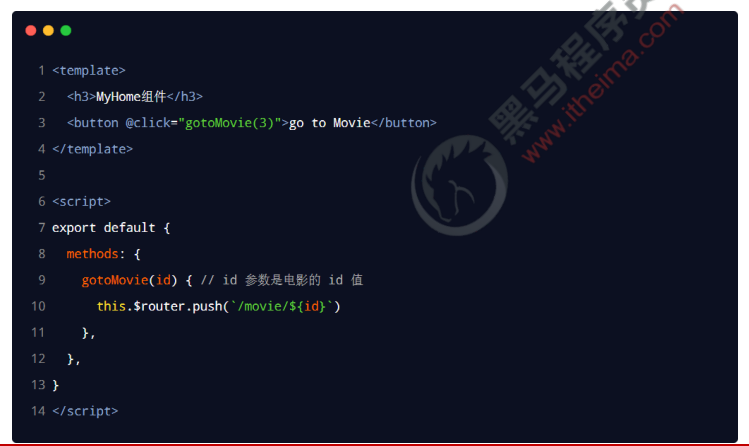 黑马程序员
www.itheima.com
1 <template>
2   <h3>MyHome组件</h3>
3   <button @click="gotoMovie(3)">go to Movie</button>
4 </template>
5
6 <script>
7 export default {
8   methods: {
9     gotoMovie(id) { // id 参数是电影的 id 值
10       this.$router.push(`/movie/${id}`)
11     },
12   },
13 }
14 </script>